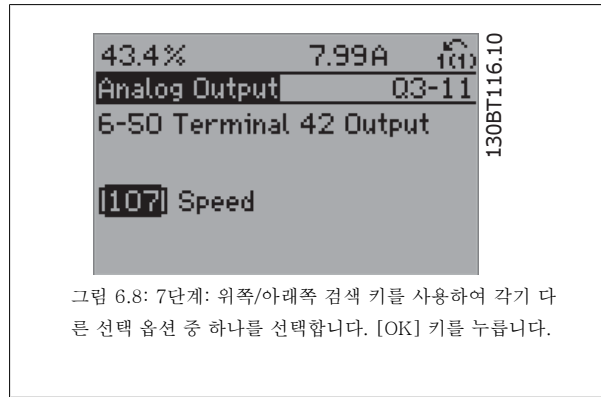 43.4% 7.99A 1(1)
Analog Output Q3-11
6-50 Terminal 42 Output
[107] Speed
130BT116.10
그림 6.8: 7단계: 위쪽/아래쪽 검색 키를 사용하여 각기 다
른 선택 옵션 중 하나를 선택합니다. [OK] 키를 누릅니다.